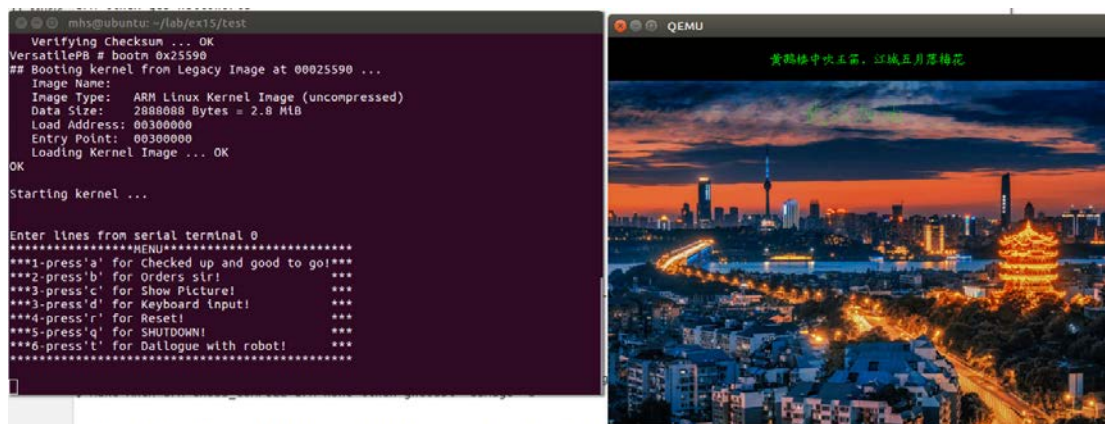 mhs@ubuntu: ~/lab/ex15/test
Verifying Checksum ... OK
VersatilePB # bootm 0x25590
## Booting kernel from Legacy Image at 00025590 ...
Image Name:
Image Type: ARM Linux Kernel Image (uncompressed)
Data Size: 2888088 Bytes = 2.8 MiB
Load Address: 00300000
Entry Point: 00300000
Loading Kernel Image ... OK
OK
Starting kernel ...
Enter lines from serial terminal 0
*****************MENU**************************
***1-press'a' for Checked up and good to go!***
***2-press'b' for Orders sir! ***
***3-press'c' for Show Picture! ***
***3-press'd' for Keyboard input! ***
***4-press'r' for Reset! ***
***5-press'q' for SHUTDOWN! ***
***6-press't' for Dailogue with robot! ***
***********************************************
QEMU
黄鹤楼中吹玉笛，江城五月落梅花